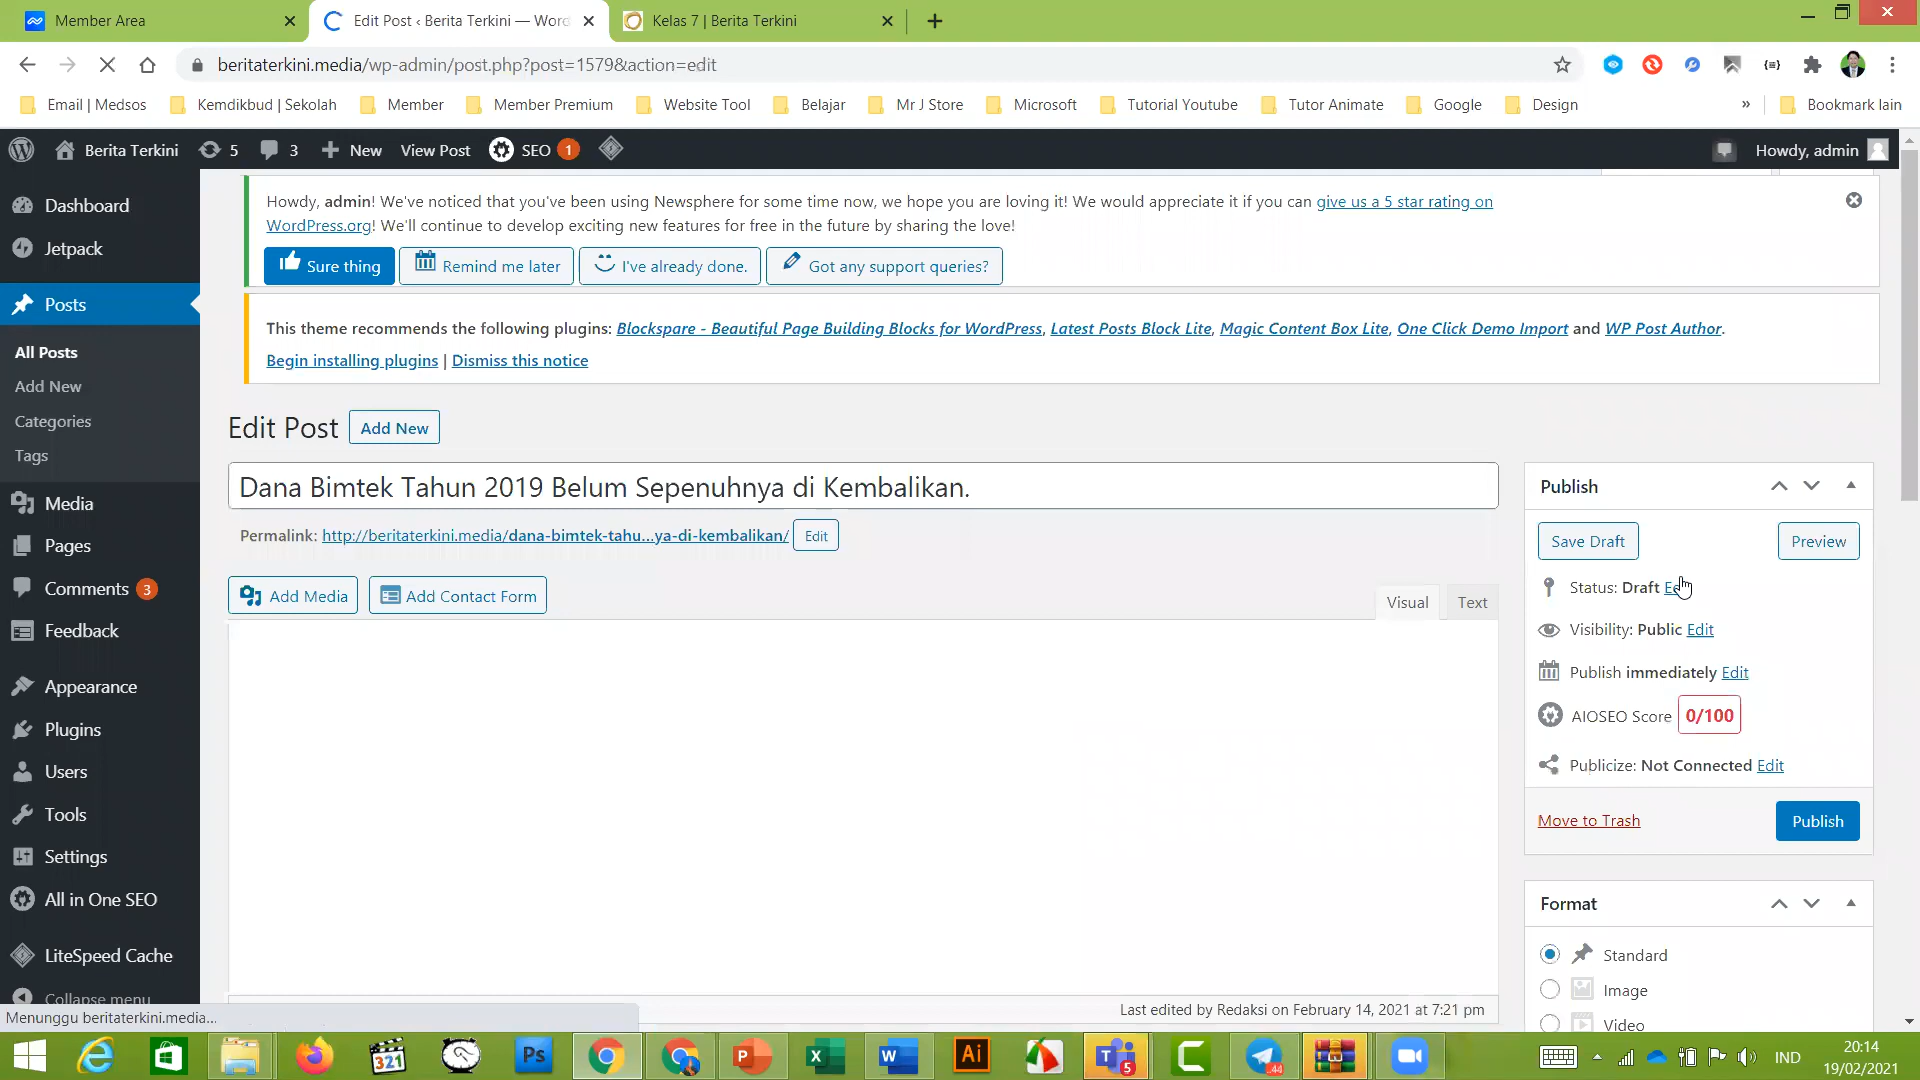 Member Area
Edit Post ‹ Berita Terkini — Word
Kelas 7 | Berita Terkini
beritaterkini.media/wp-admin/post.php?post=1579&action=edit
Email | Medsos
Kemdikbud | Sekolah
Member
Member Premium
Website Tool
Belajar
Mr J Store
Microsoft
Tutorial Youtube
Tutor Animate
Google
Design
»
Bookmark lain
Berita Terkini
5
3
New
View Post
SEO 1
Howdy, admin
Dashboard
Jetpack
Posts
All Posts
Add New
Categories
Tags
Media
Pages
Comments 3
Feedback
Appearance
Plugins
Users
Tools
Settings
All in One SEO
LiteSpeed Cache
Collapse menu
Howdy, admin! We've noticed that you've been using Newsphere for some time now, we hope you are loving it! We would appreciate it if you can give us a 5 star rating on
WordPress.org! We'll continue to develop exciting new features for free in the future by sharing the love!
Sure thing
Remind me later
I've already done.
Got any support queries?
This theme recommends the following plugins: Blockspare - Beautiful Page Building Blocks for WordPress, Latest Posts Block Lite, Magic Content Box Lite, One Click Demo Import and WP Post Author.
Begin installing plugins | Dismiss this notice
Edit Post
Add New
Dana Bimtek Tahun 2019 Belum Sepenuhnya di Kembalikan.
Permalink: http://beritaterkini.media/dana-bimtek-tahu...ya-di-kembalikan/
Edit
Add Media
Add Contact Form
Visual
Text
Last edited by Redaksi on February 14, 2021 at 7:21 pm
Publish
Save Draft
Preview
Status: Draft Edit
Visibility: Public Edit
Publish immediately Edit
AIOSEO Score 0/100
Publicize: Not Connected Edit
Move to Trash
Publish
Format
Standard
Image
Video
Menunggu beritaterkini.media...
321
Ps
Ai
5
44
IND
20:14
19/02/2021